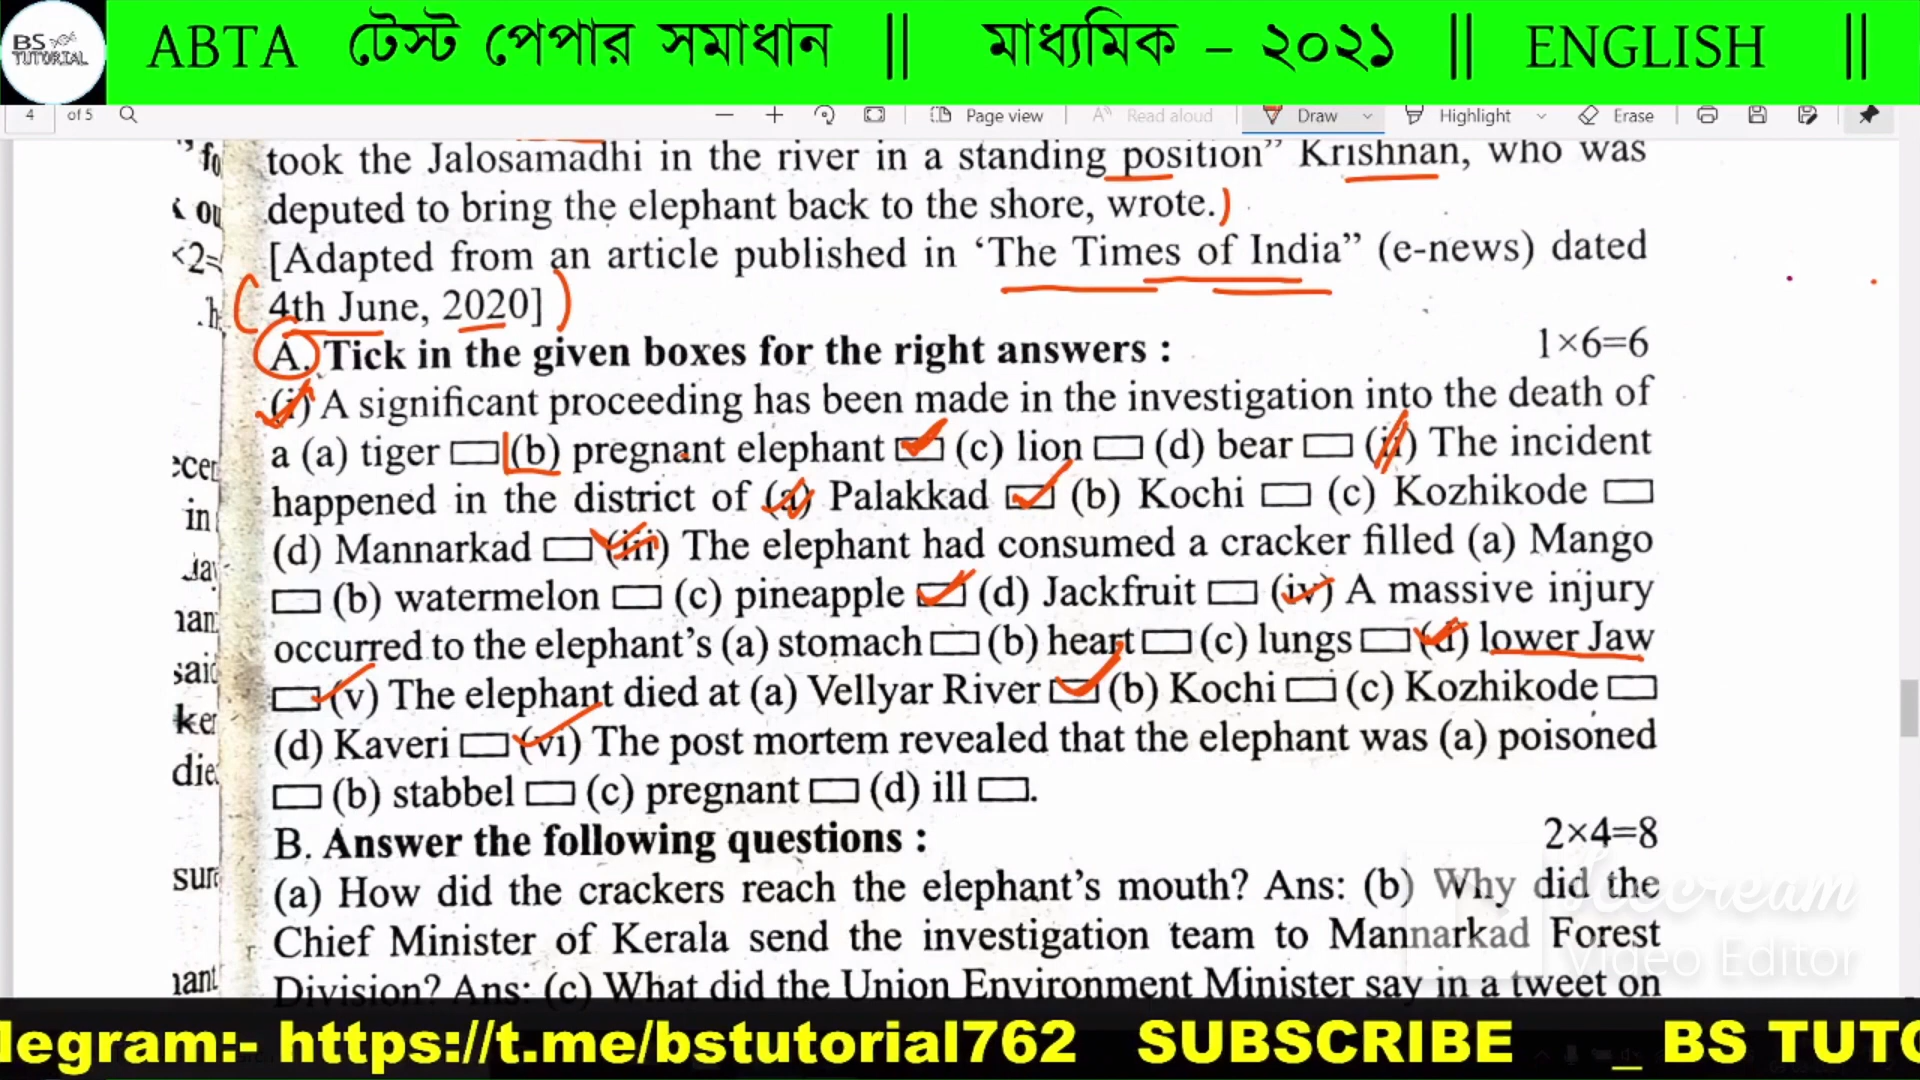 BS TUTORIAL
ABTA টেস্ট পেপার সমাধান || মাধ্যমিক – ২০২১ || ENGLISH ||
4 of 5 Page view Read aloud Draw Highlight Erase
took the Jalosamadhi in the river in a standing position” Krishnan, who was
deputed to bring the elephant back to the shore, wrote.)
[Adapted from an article published in ‘The Times of India” (e-news) dated
4th June, 2020]
A. Tick in the given boxes for the right answers : 1×6=6
(i) A significant proceeding has been made in the investigation into the death of
a (a) tiger (b) pregnant elephant (c) lion (d) bear (ii) The incident
happened in the district of (a) Palakkad (b) Kochi (c) Kozhikode
(d) Mannarkad (iii) The elephant had consumed a cracker filled (a) Mango
(b) watermelon (c) pineapple (d) Jackfruit (iv) A massive injury
occurred to the elephant’s (a) stomach (b) heart (c) lungs (d) lower Jaw
(v) The elephant died at (a) Vellyar River (b) Kochi (c) Kozhikode
(d) Kaveri (vi) The post mortem revealed that the elephant was (a) poisoned
(b) stabbel (c) pregnant (d) ill .
B. Answer the following questions : 2×4=8
(a) How did the crackers reach the elephant’s mouth? Ans: (b) Why did the
Chief Minister of Kerala send the investigation team to Mannarkad Forest
Division? Ans: (c) What did the Union Environment Minister say in a tweet on
Icecream
Video Editor
legram:- https://t.me/bstutorial762 SUBSCRIBE _ BS TUTO